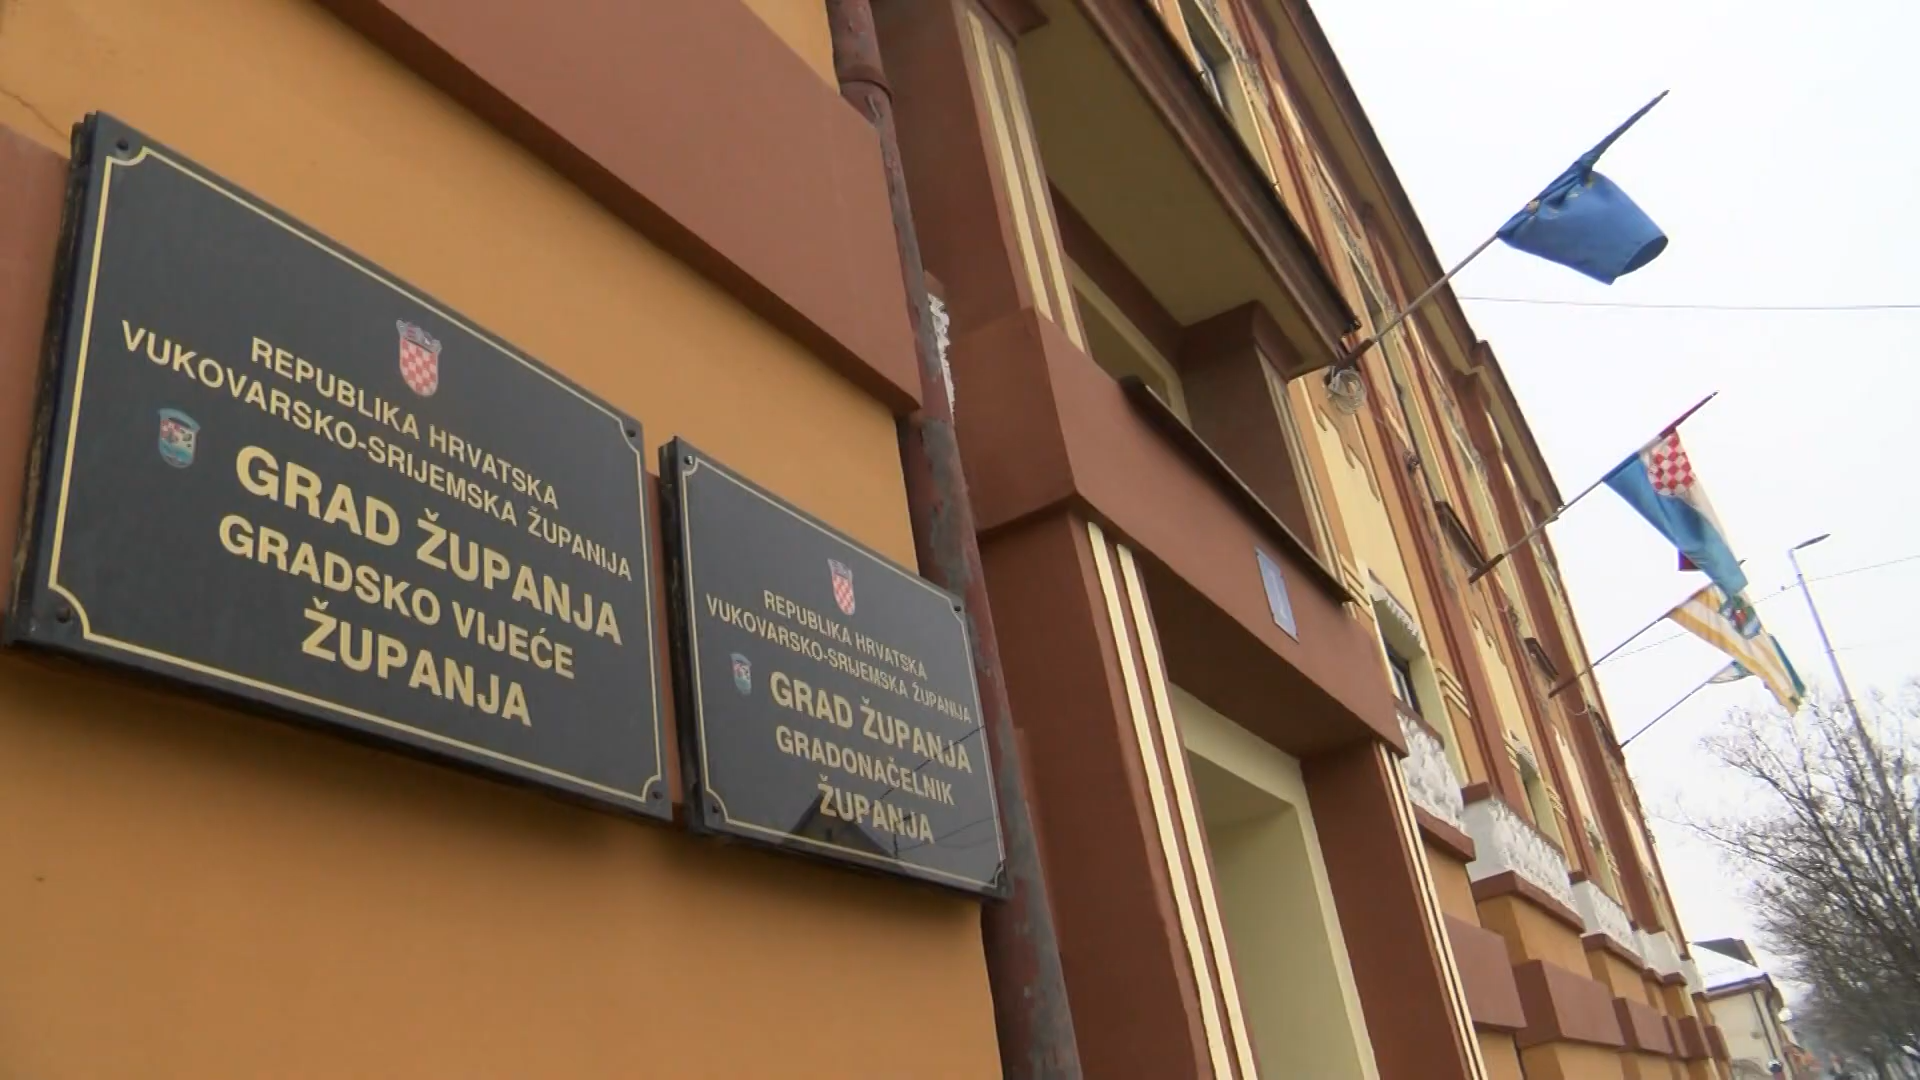 REPUBLIKA HRVATSKA
VUKOVARSKO-SRIJEMSKA ŽUPANIJA
GRAD ŽUPANJA
GRADSKO VIJEĆE
ŽUPANJA
REPUBLIKA HRVATSKA
VUKOVARSKO-SRIJEMSKA ŽUPANIJA
GRAD ŽUPANJA
GRADONAČELNIK
ŽUPANJA